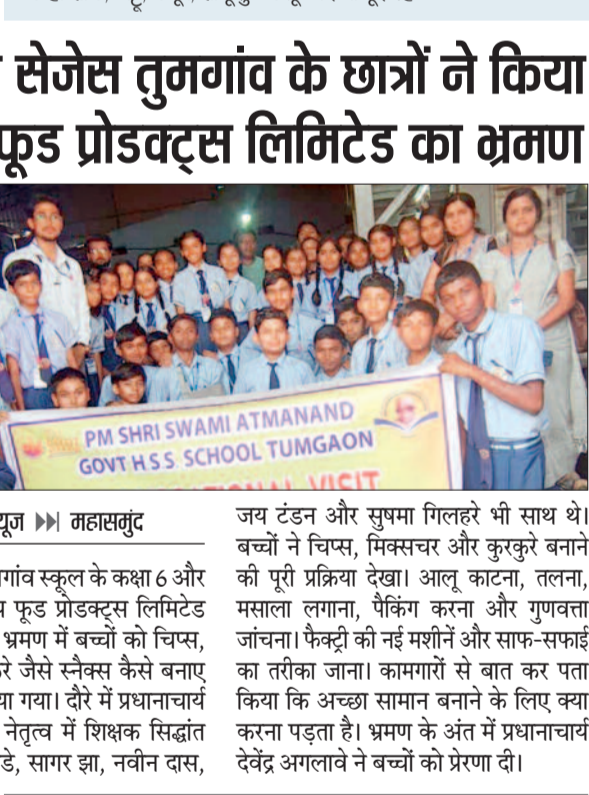 सेजेस तुमगांव के छात्रों ने किया
फूड प्रोडक्ट्स लिमिटेड का भ्रमण
PM SHRI SWAMI ATMANAND
GOVT H.S.S. SCHOOL TUMGAON
VISIT
महासमुंद
स्कूल के कक्षा 6 और
फूड प्रोडक्ट्स लिमिटेड
भ्रमण में बच्चों को चिप्स,
जैसे स्नैक्स कैसे बनाए
गया। दौरे में प्रधानाचार्य
नेतृत्व में शिक्षक सिद्धांत
सागर झा, नवीन दास,
जय टंडन और सुषमा गिलहरे भी साथ थे।
बच्चों ने चिप्स, मिक्सचर और कुरकुरे बनाने
की पूरी प्रक्रिया देखा। आलू काटना, तलना,
मसाला लगाना, पैकिंग करना और गुणवत्ता
जांचना। फैक्ट्री की नई मशीनें और साफ-सफाई
का तरीका जाना। कामगारों से बात कर पता
किया कि अच्छा सामान बनाने के लिए क्या
करना पड़ता है। भ्रमण के अंत में प्रधानाचार्य
देवेंद्र अगलावे ने बच्चों को प्रेरणा दी।